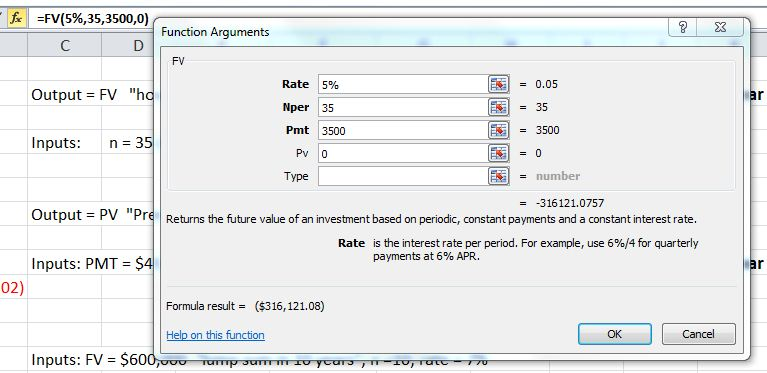 fx =FV(5%,35,3500,0)
Function Arguments
C D
FV
Rate 5% = 0.05
Output = FV "ho
ar
Nper 35 = 35
Pmt 3500 = 3500
Inputs: n = 35
Pv 0 = 0
Type = number
= -316121.0757
Output = PV "Pre
Returns the future value of an investment based on periodic, constant payments and a constant interest rate.
Rate is the interest rate per period. For example, use 6%/4 for quarterly
payments at 6% APR.
Inputs: PMT = $4
ar
02)
Formula result = ($316,121.08)
Help on this function
OK Cancel
Inputs: FV = $600,000 "lump sum in 10 years", n =10, rate = 7%